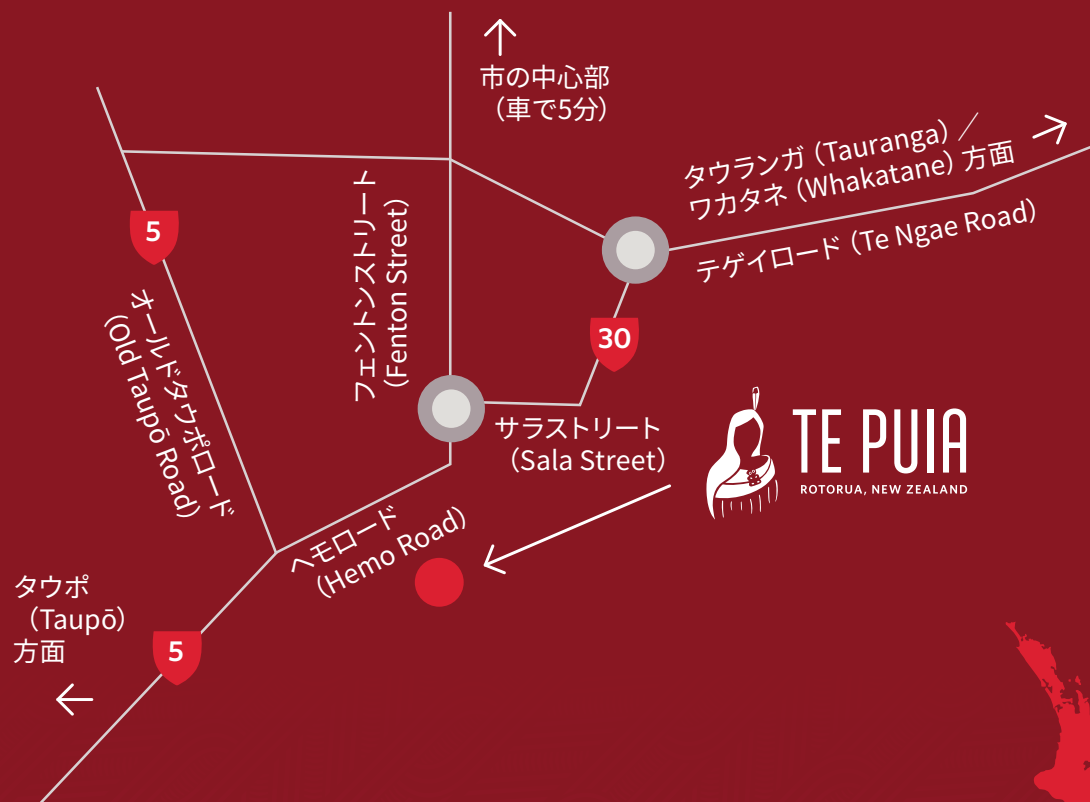 市の中心部
（車で5分）
タウランガ（Tauranga）／
ワカタネ（Whakatane）方面
テゲイロード（Te Ngae Road）
フェントンストリート
（Fenton Street）
5
オールドタウポロード
（Old Taupō Road）
30
サラストリート
（Sala Street）
TE PUIA
ROTORUA, NEW ZEALAND
ヘモロード
（Hemo Road）
タウポ
（Taupō）
方面
5